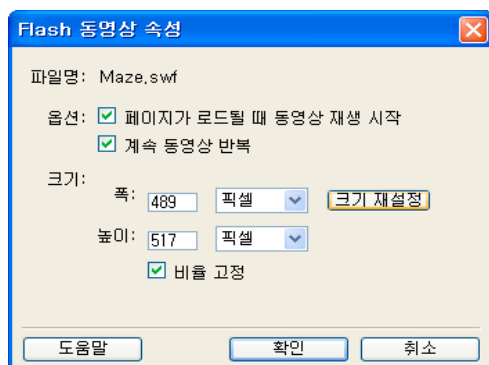 Flash 동영상 속성
파일명: Maze.swf
옵션: 페이지가 로드될 때 동영상 재생 시작
계속 동영상 반복
크기:
폭: 489 픽셀 크기 재설정
높이: 517 픽셀
비율 고정
도움말 확인 취소